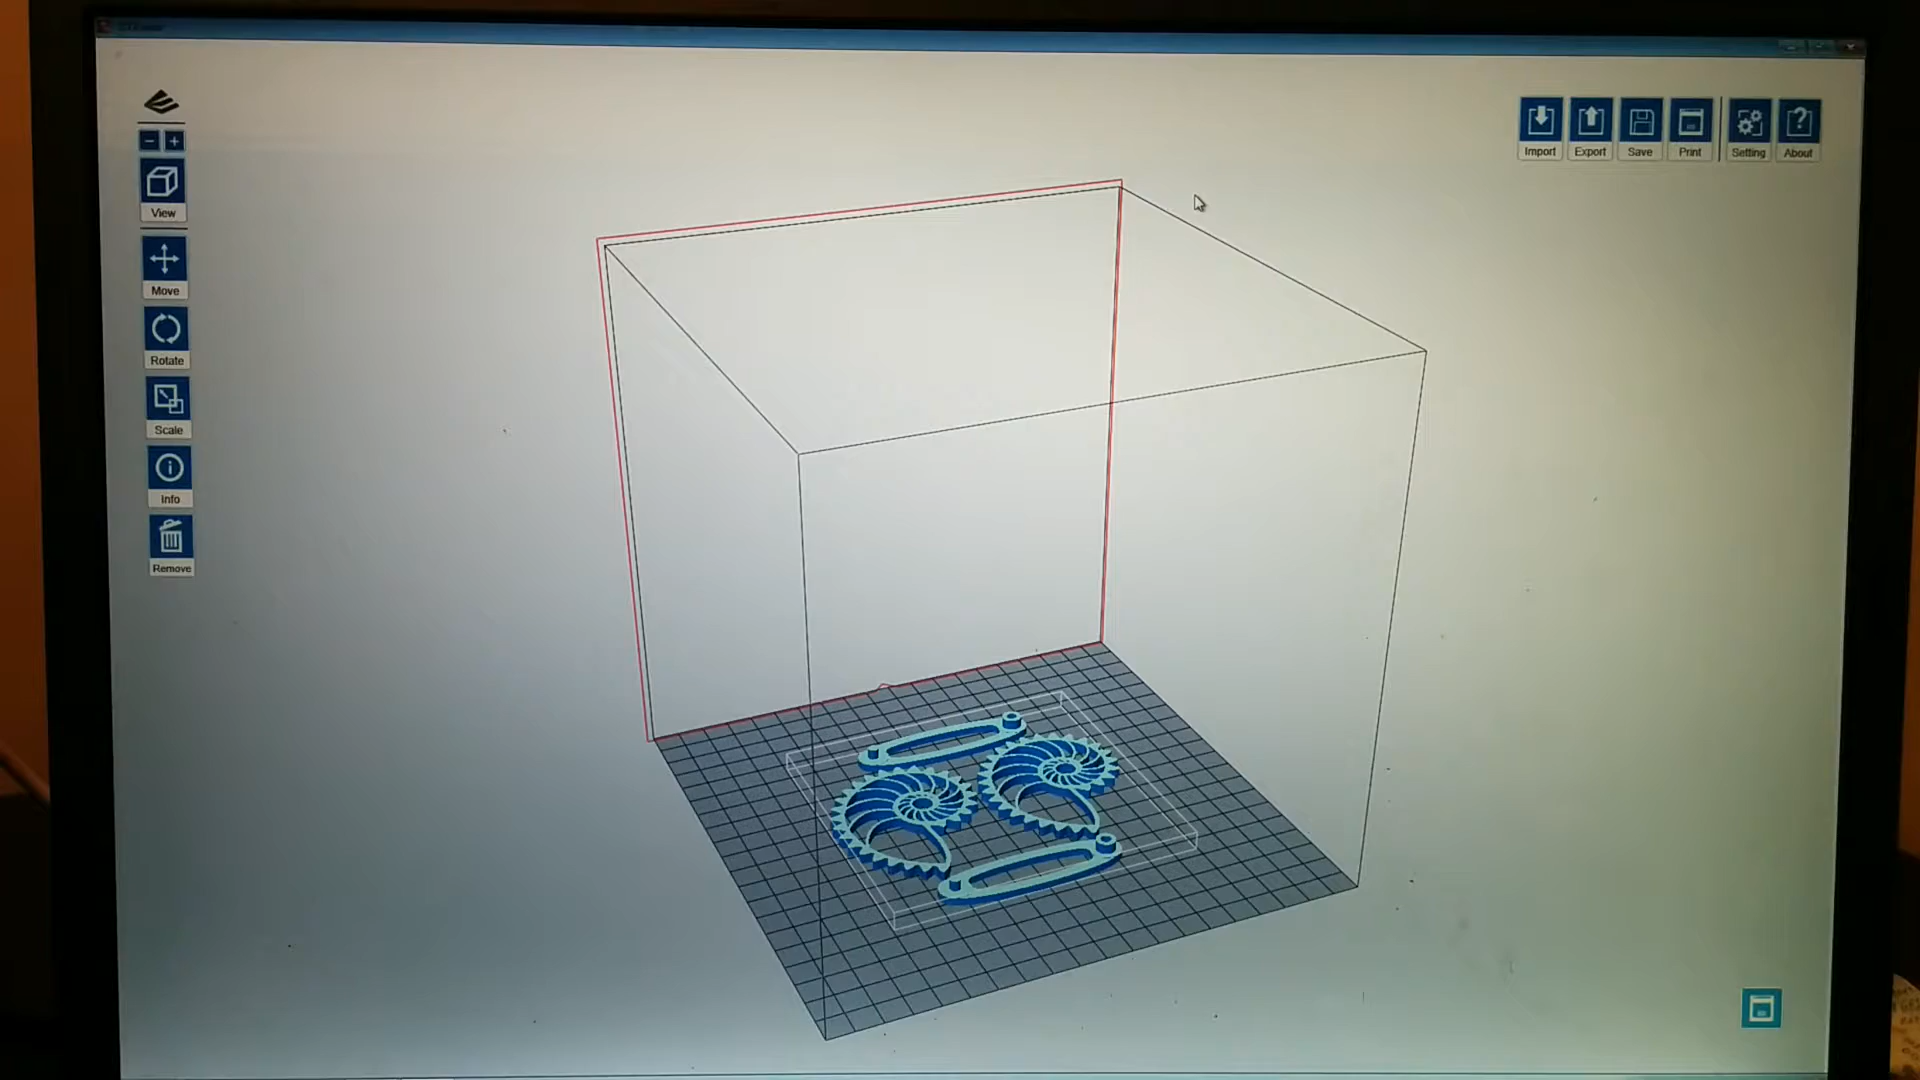 Import
Export
Save
Print
Setting
About
View
Move
Rotate
Scale
Info
Remove